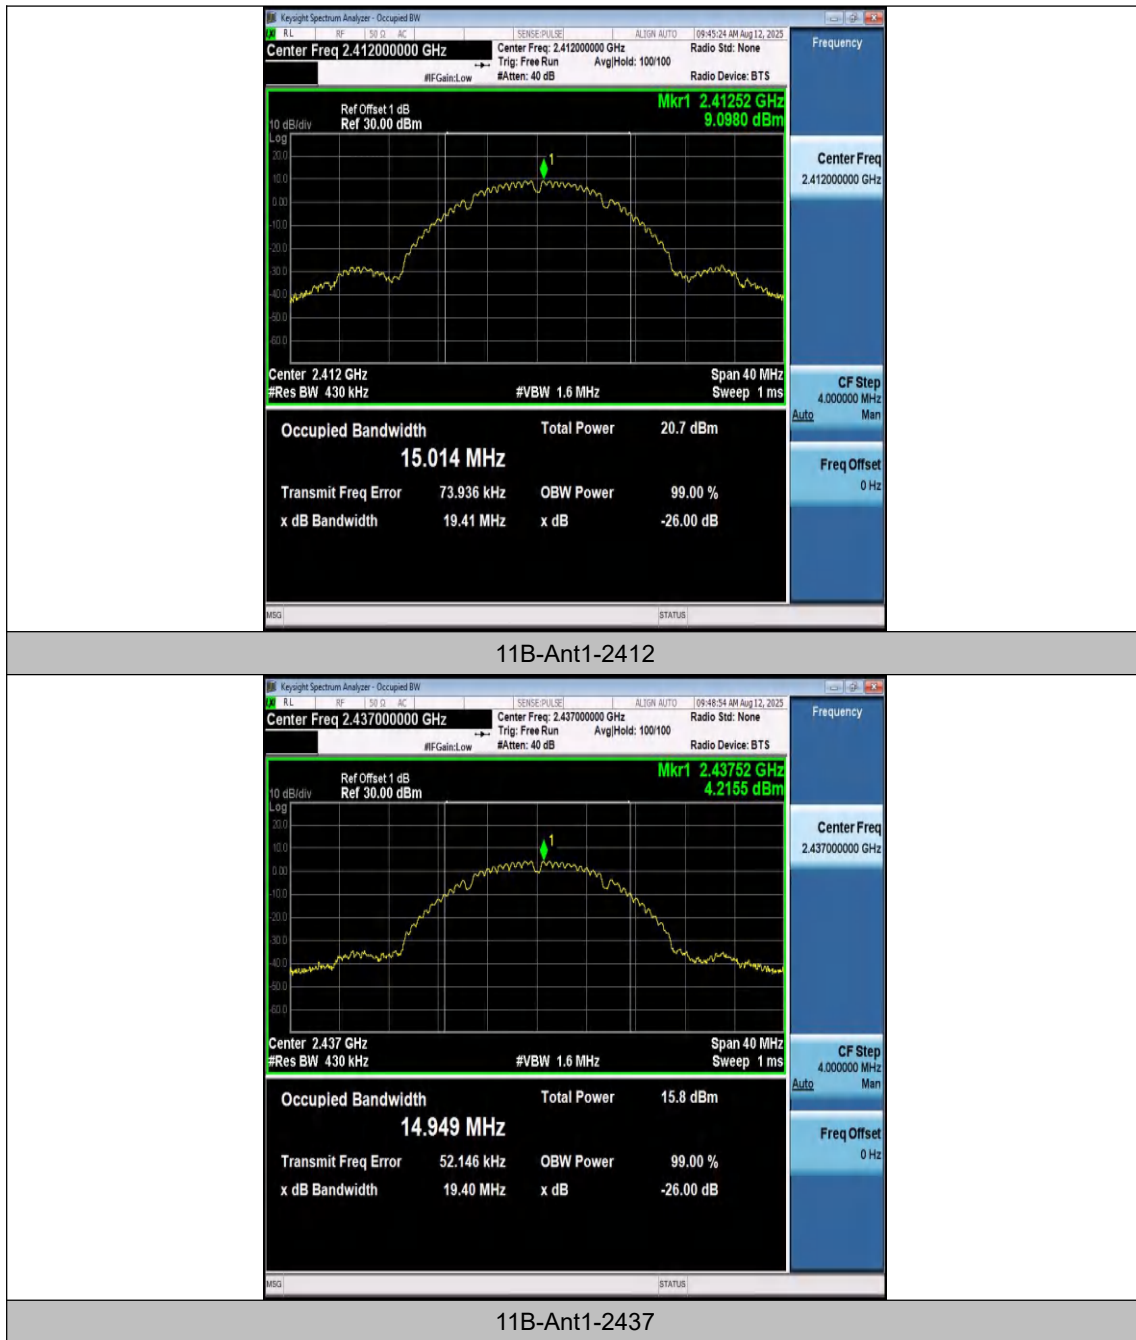 Keysight Spectrum Analyzer - Occupied BW
RL RF 50 Ω AC SENSE:PULSE ALIGN AUTO 09:45:24 AM Aug 12, 2025
Center Freq 2.412000000 GHz Center Freq: 2.412000000 GHz Radio Std: None Frequency
Trig: Free Run Avg|Hold: 100/100
#IFGain:Low #Atten: 40 dB Radio Device: BTS
Mkr1 2.41252 GHz
Ref Offset 1 dB
10 dB/div Ref 30.00 dBm 9.0980 dBm
Log
20.0
1
Center Freq
10.0
2.412000000 GHz
0.00
-10.0
-20.0
-30.0
-40.0
-50.0
-60.0
Center 2.412 GHz Span 40 MHz
#Res BW 430 kHz #VBW 1.6 MHz Sweep 1 ms
CF Step
4.000000 MHz
Auto Man
Occupied Bandwidth Total Power 20.7 dBm
15.014 MHz
Freq Offset
0 Hz
Transmit Freq Error 73.936 kHz OBW Power 99.00 %
x dB Bandwidth 19.41 MHz x dB -26.00 dB
MSG STATUS
11B-Ant1-2412
Keysight Spectrum Analyzer - Occupied BW
RL RF 50 Ω AC SENSE:PULSE ALIGN AUTO 09:48:54 AM Aug 12, 2025
Center Freq 2.437000000 GHz Center Freq: 2.437000000 GHz Radio Std: None Frequency
Trig: Free Run Avg|Hold: 100/100
#IFGain:Low #Atten: 40 dB Radio Device: BTS
Mkr1 2.43752 GHz
Ref Offset 1 dB
10 dB/div Ref 30.00 dBm 4.2155 dBm
Log
20.0
Center Freq
10.0
1
2.437000000 GHz
0.00
-10.0
-20.0
-30.0
-40.0
-50.0
-60.0
Center 2.437 GHz Span 40 MHz
#Res BW 430 kHz #VBW 1.6 MHz Sweep 1 ms
CF Step
4.000000 MHz
Auto Man
Occupied Bandwidth Total Power 15.8 dBm
14.949 MHz
Freq Offset
0 Hz
Transmit Freq Error 52.146 kHz OBW Power 99.00 %
x dB Bandwidth 19.40 MHz x dB -26.00 dB
MSG STATUS
11B-Ant1-2437